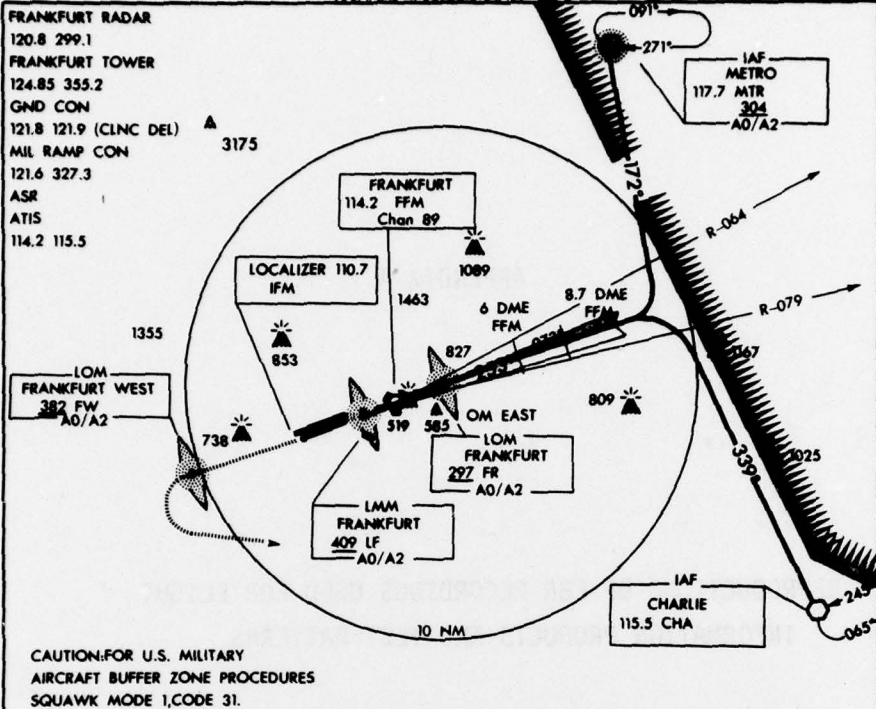 FRANKFURT RADAR
120.8 299.1
FRANKFURT TOWER
124.85 355.2
GND CON
121.8 121.9 (CLNC DEL)
MIL RAMP CON
121.6 327.3
ASR
ATIS
114.2 115.5
3175
091°
271°
IAF
METRO
117.7 MTR
304
A0/A2
172°
FRANKFURT
114.2 FFM
Chan 89
1089
R-064
LOCALIZER 110.7
IFM
1463
6 DME
FFM
8.7 DME
FFM
R-079
1355
853
827
LOM
FRANKFURT WEST
382 FW
A0/A2
809
738
519
585
OM EAST
LOM
FRANKFURT
297 FR
A0/A2
339°
1025
LMM
FRANKFURT
409 LF
A0/A2
IAF
CHARLIE
115.5 CHA
245°
065°
10 NM
CAUTION:FOR U.S. MILITARY
AIRCRAFT BUFFER ZONE PROCEDURES
SQUAWK MODE 1,CODE 31.